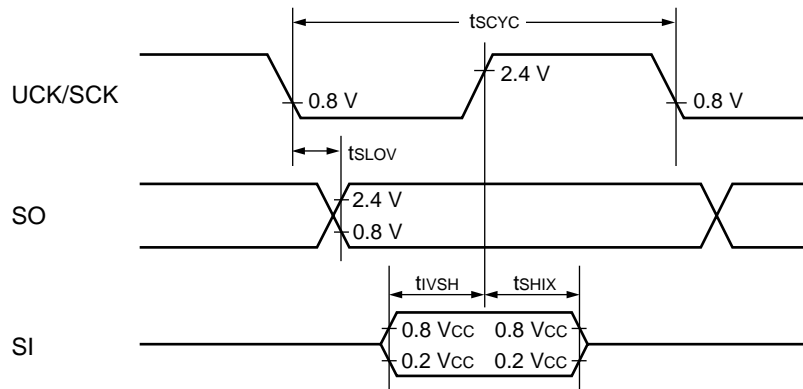 tSCYC
UCK/SCK
0.8 V
2.4 V
0.8 V
tSLOV
SO
2.4 V
0.8 V
tIVSH
tSHIX
SI
0.8 VCC 0.8 VCC
0.2 VCC 0.2 VCC